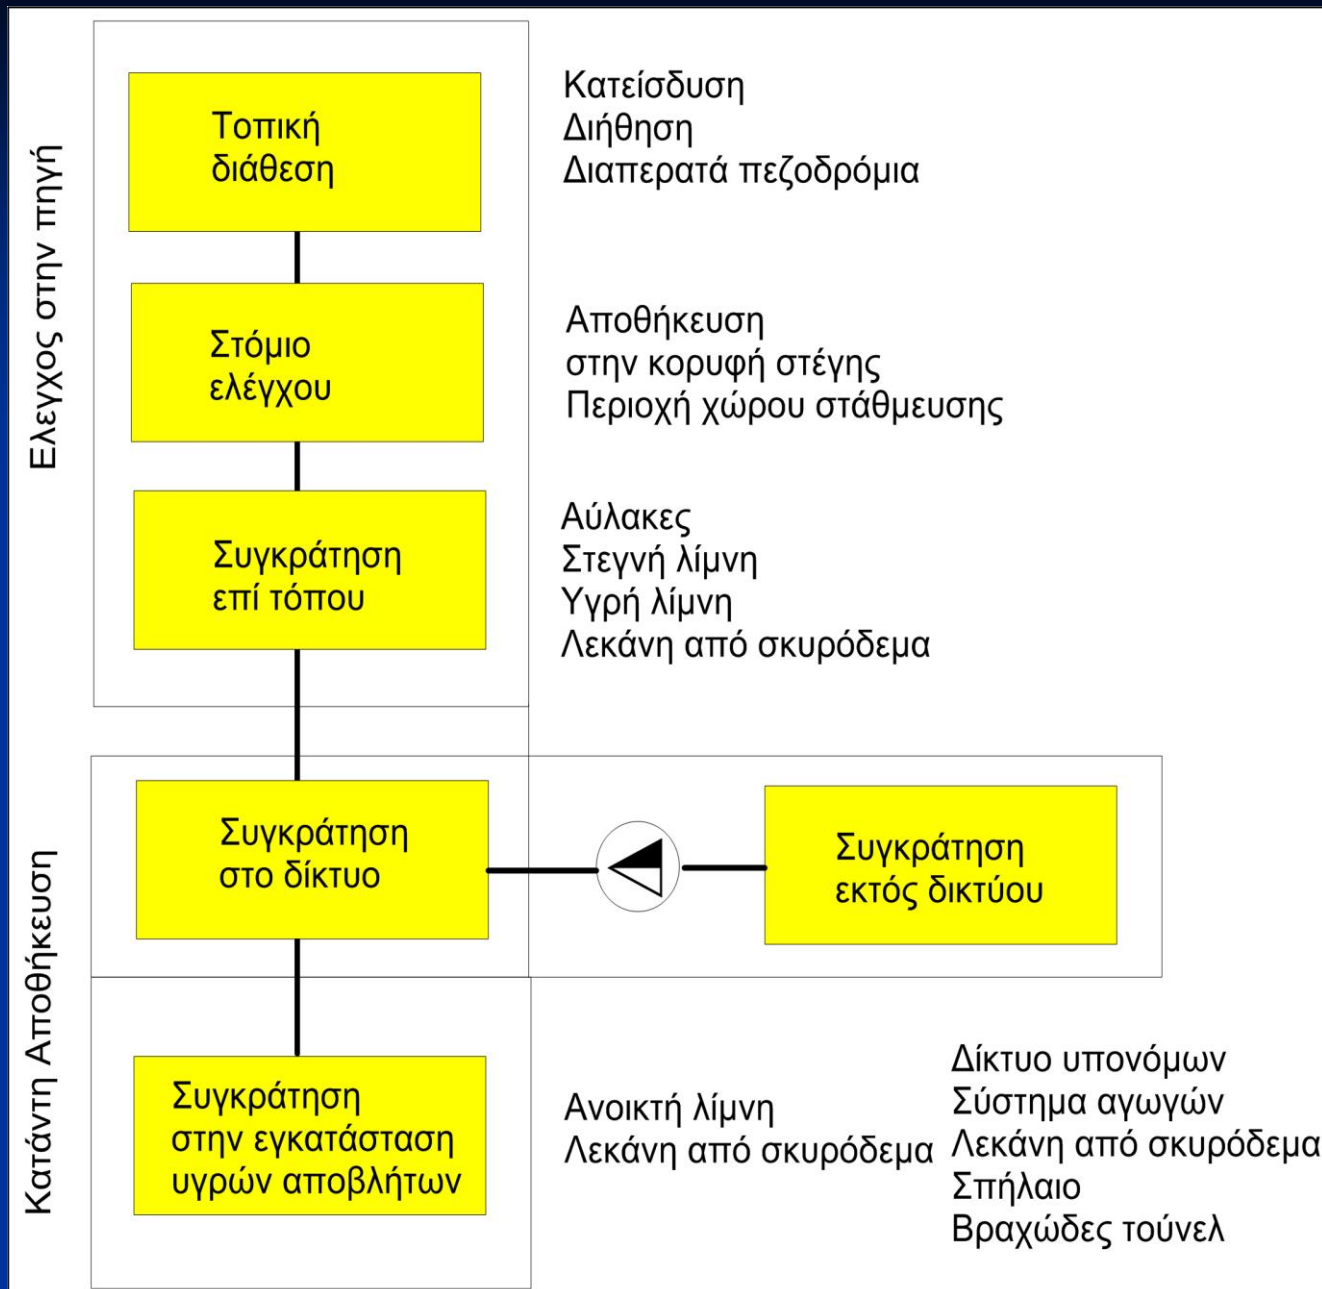 Ελεγχος στην πηγή
Τοπική
διάθεση
Κατείσδυση
Διήθηση
Διαπερατά πεζοδρόμια
Στόμιο
ελέγχου
Αποθήκευση
στην κορυφή στέγης
Περιοχή χώρου στάθμευσης
Συγκράτηση
επί τόπου
Αύλακες
Στεγνή λίμνη
Υγρή λίμνη
Λεκάνη από σκυρόδεμα
Κατάντη Αποθήκευση
Συγκράτηση
στο δίκτυο
Συγκράτηση
εκτός δικτύου
Συγκράτηση
στην εγκατάσταση
υγρών αποβλήτων
Ανοικτή λίμνη
Λεκάνη από σκυρόδεμα
Δίκτυο υπονόμων
Σύστημα αγωγών
Λεκάνη από σκυρόδεμα
Σπήλαιο
Βραχώδες τούνελ